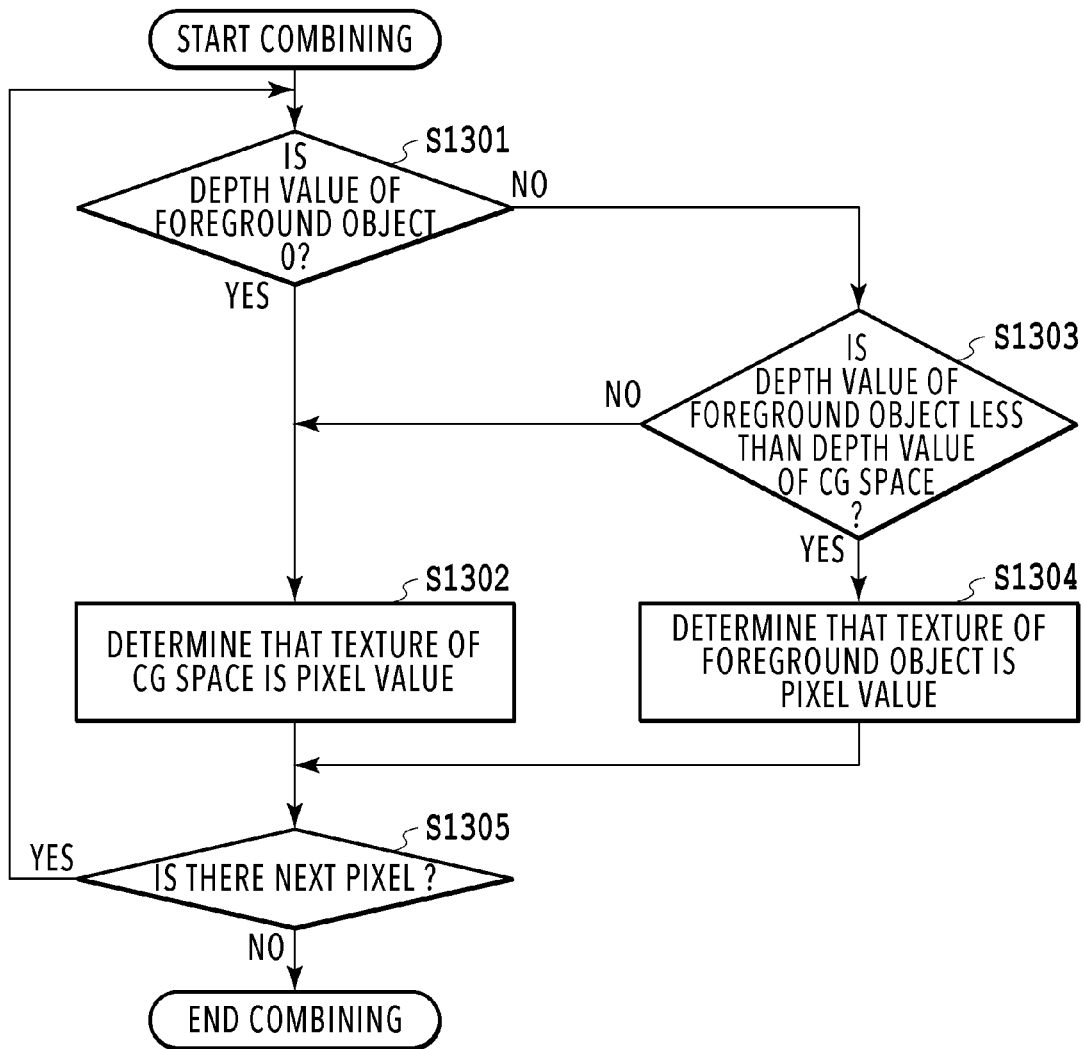 START COMBINING
S1301
IS
DEPTH VALUE OF
FOREGROUND OBJECT
0?
NO
YES
S1303
IS
DEPTH VALUE OF
FOREGROUND OBJECT LESS
THAN DEPTH VALUE
OF CG SPACE
?
NO
YES
S1302
DETERMINE THAT TEXTURE OF
CG SPACE IS PIXEL VALUE
S1304
DETERMINE THAT TEXTURE OF
FOREGROUND OBJECT IS
PIXEL VALUE
S1305
IS THERE NEXT PIXEL ?
YES
NO
END COMBINING